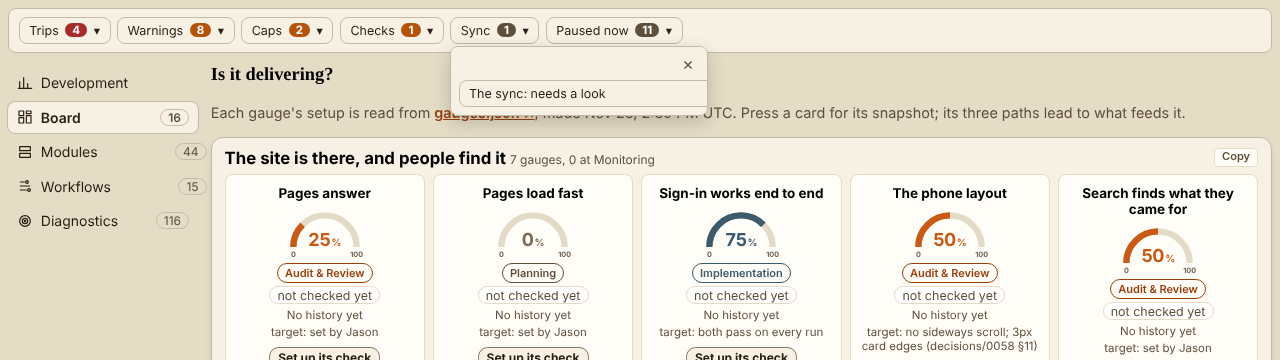 Trips 4 ▾ Warnings 8 ▾ Caps 2 ▾ Checks 1 ▾ Sync 1 ▾ Paused now 11 ▾
✕
The sync: needs a look
Development
Board 16
Modules 44
Workflows 15
Diagnostics 116
Is it delivering?
Each gauge's setup is read from UTC. Press a card for its snapshot; its three paths lead to what feeds it.
The site is there, and people find it 7 gauges, 0 at Monitoring
Copy
Pages answer
25%
0 100
Audit & Review
not checked yet
No history yet
target: set by Jason
Set up its check
Pages load fast
0%
0 100
Planning
not checked yet
No history yet
target: set by Jason
Set up its check
Sign-in works end to end
75%
0 100
Implementation
not checked yet
No history yet
target: both pass on every run
Set up its check
The phone layout
50%
0 100
Audit & Review
not checked yet
No history yet
target: no sideways scroll; 3px
card edges (decisions/0058 §11)
Search finds what they
came for
50%
0 100
Audit & Review
not checked yet
No history yet
target: set by Jason